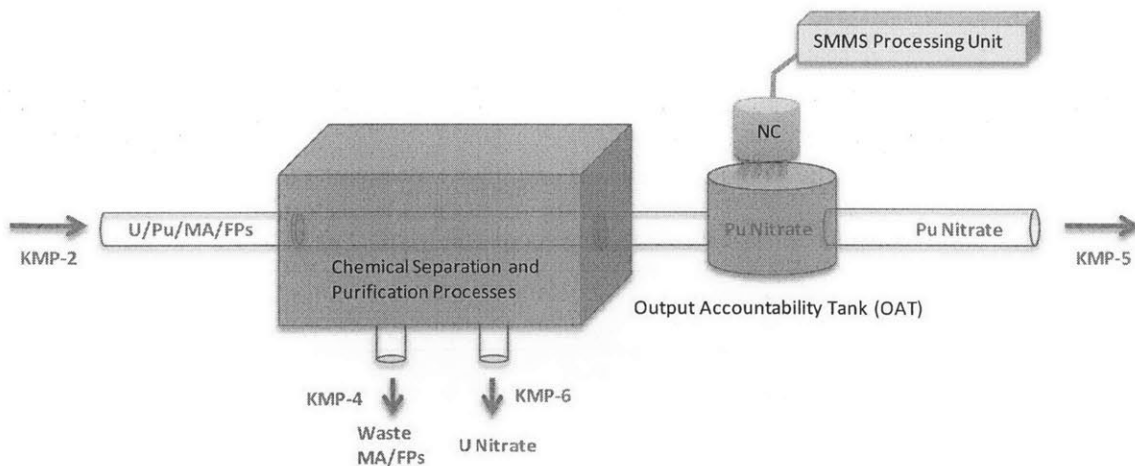 SMMS Processing Unit
NC
U/Pu/MA/FPs
Pu Nitrate
Pu Nitrate
KMP-2
KMP-5
Chemical Separation and
Purification Processes
Output Accountability Tank (OAT)
KMP-4
KMP-6
Waste
MA/FPs
U Nitrate